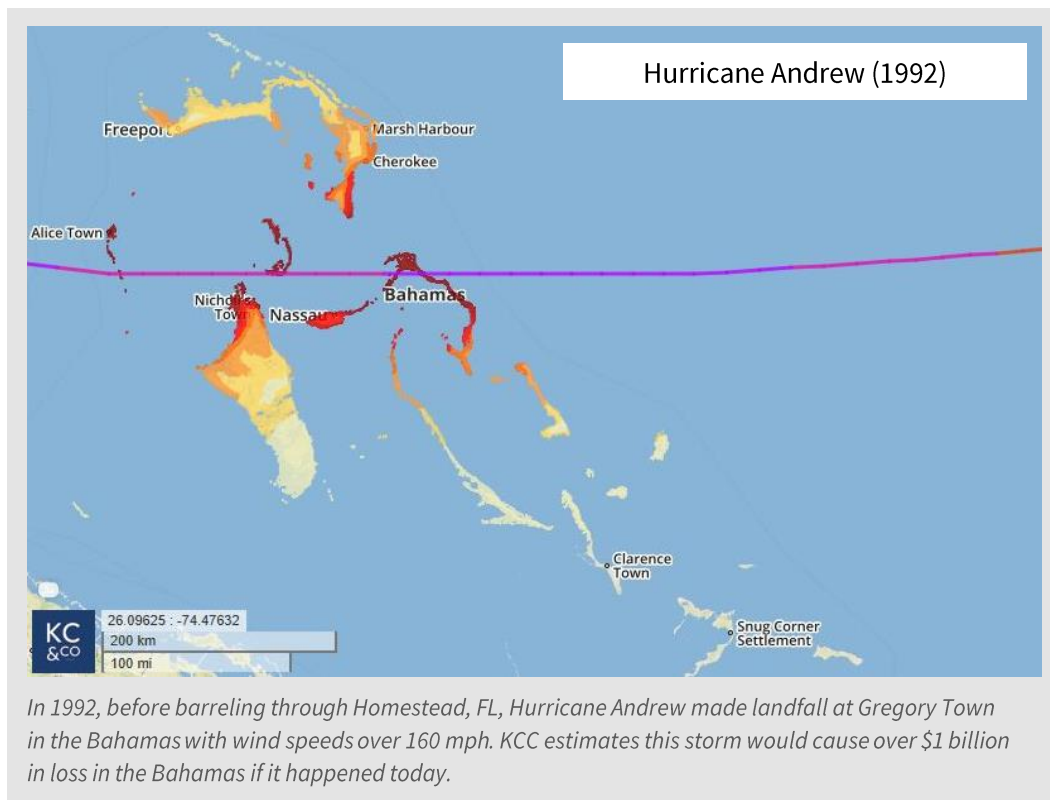 Hurricane Andrew (1992)
Freeport
Marsh Harbour
Cherokee
Alice Town
Bahamas
Nicholl's
Town
Nassau
Clarence
Town
Snug Corner
Settlement
KC
&CO
26.09625 : -74.47632
200 km
100 mi
In 1992, before barreling through Homestead, FL, Hurricane Andrew made landfall at Gregory Town
in the Bahamas with wind speeds over 160 mph. KCC estimates this storm would cause over $1 billion
in loss in the Bahamas if it happened today.